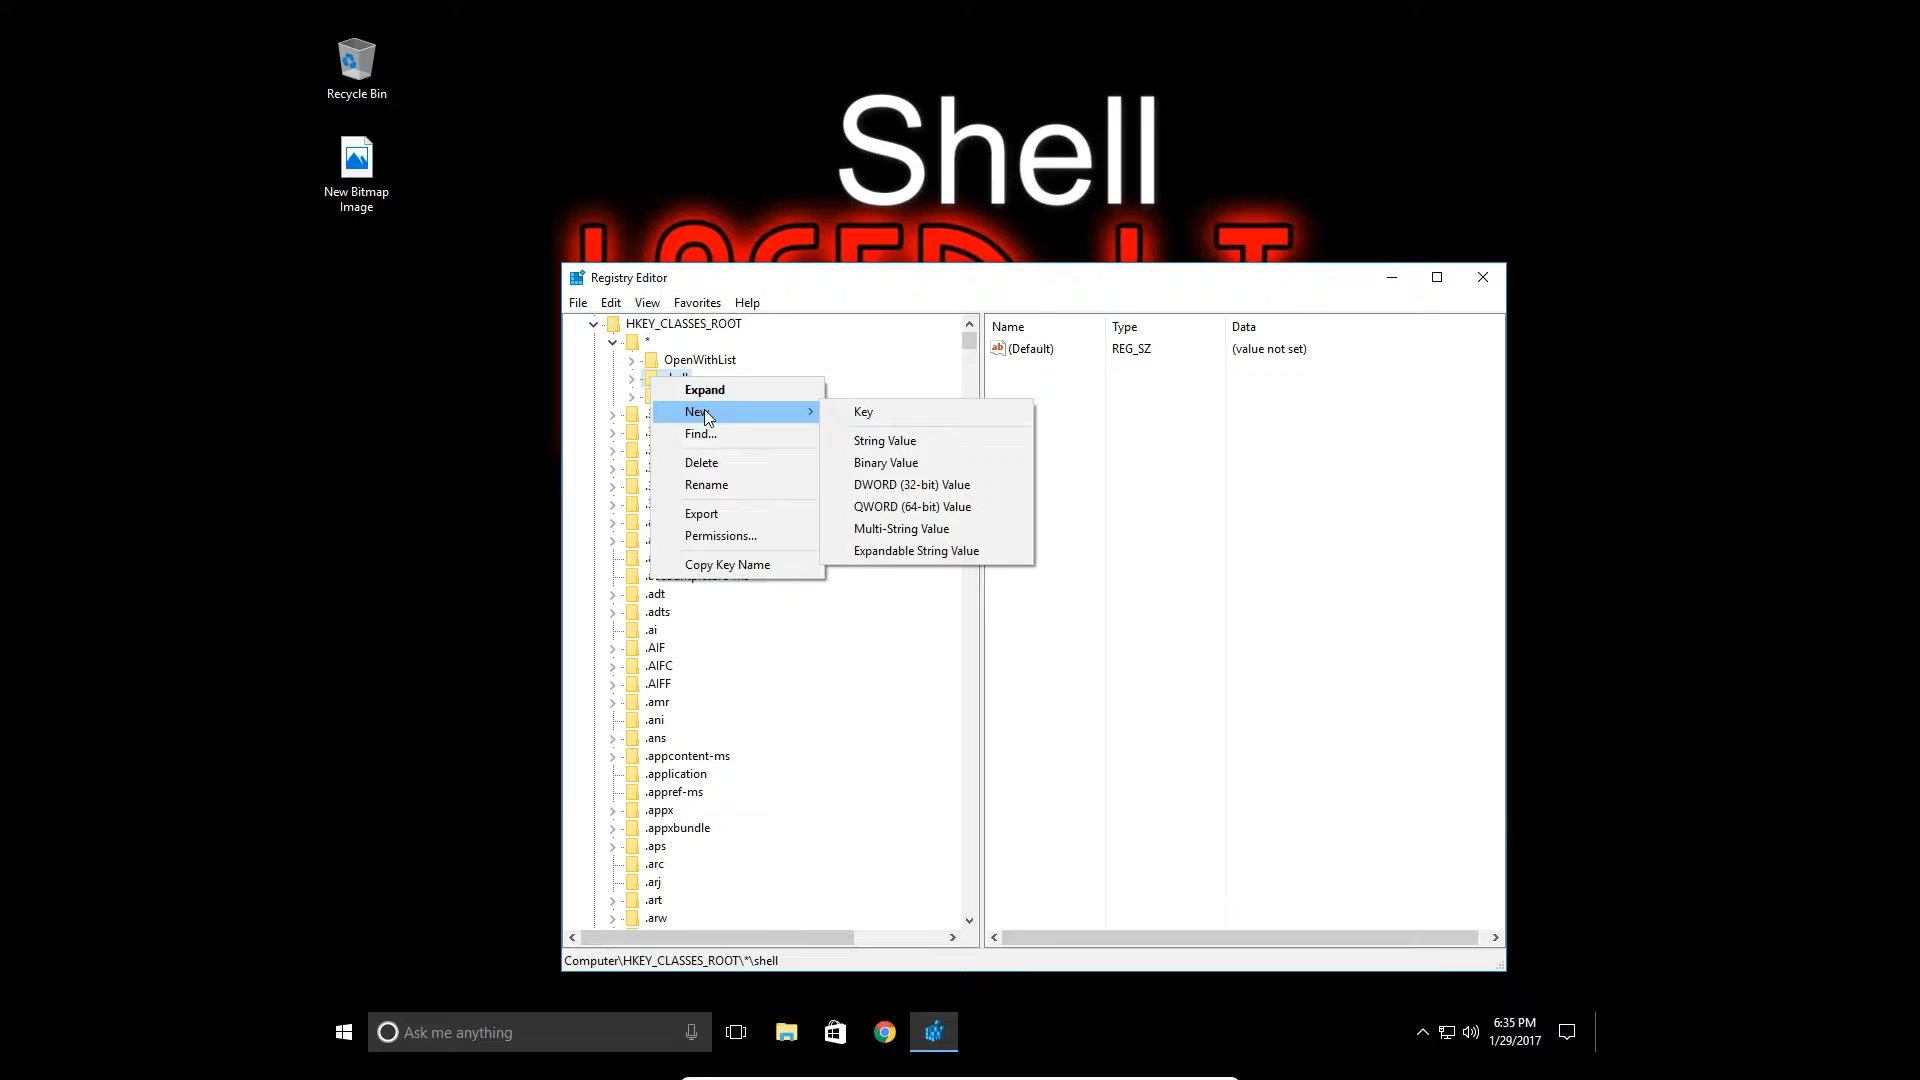 Recycle Bin
New Bitmap
Image
Shell
Registry Editor
File Edit View Favorites Help
HKEY_CLASSES_ROOT
*
OpenWithList
Name Type Data
(Default) REG_SZ (value not set)
Expand
New
Find...
Delete
Rename
Export
Permissions...
Copy Key Name
Key
String Value
Binary Value
DWORD (32-bit) Value
QWORD (64-bit) Value
Multi-String Value
Expandable String Value
.adt
.adts
.ai
.AIF
.AIFC
.AIFF
.amr
.ani
.ans
.appcontent-ms
.application
.appref-ms
.appx
.appxbundle
.aps
.arc
.arj
.art
.arw
Computer\HKEY_CLASSES_ROOT\*\shell
Ask me anything
6:35 PM
1/29/2017